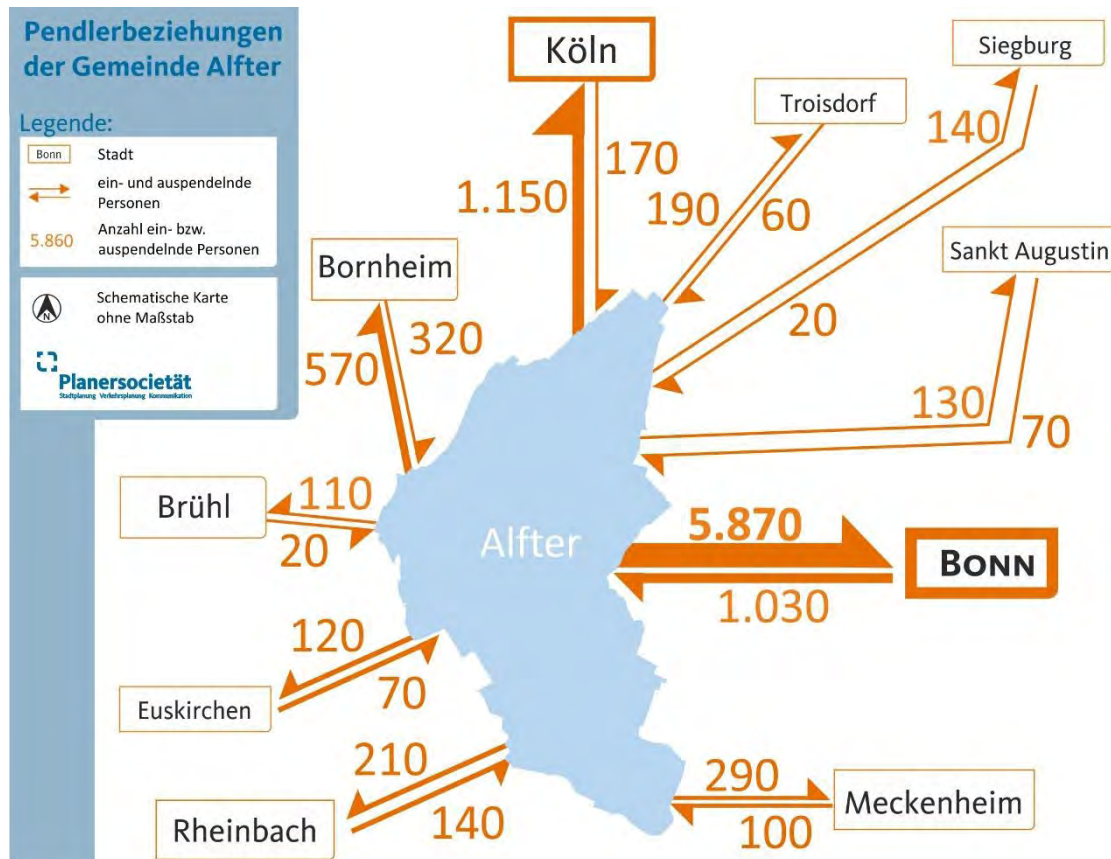 Pendlerbeziehungen
der Gemeinde Alfter
Legende:
Bonn Stadt
ein- und auspendelnde
Personen
5.860 Anzahl ein- bzw.
auspendelnde Personen
N
Schematische Karte
ohne Maßstab
Planersocietät
Stadtplanung Verkehrsplanung Kommunikation
Köln
1.150
170
Troisdorf
190
60
Siegburg
140
20
Sankt Augustin
130
70
Bornheim
570
320
Brühl
110
20
Alfter
5.870
BONN
1.030
Euskirchen
120
70
Rheinbach
210
140
Meckenheim
290
100